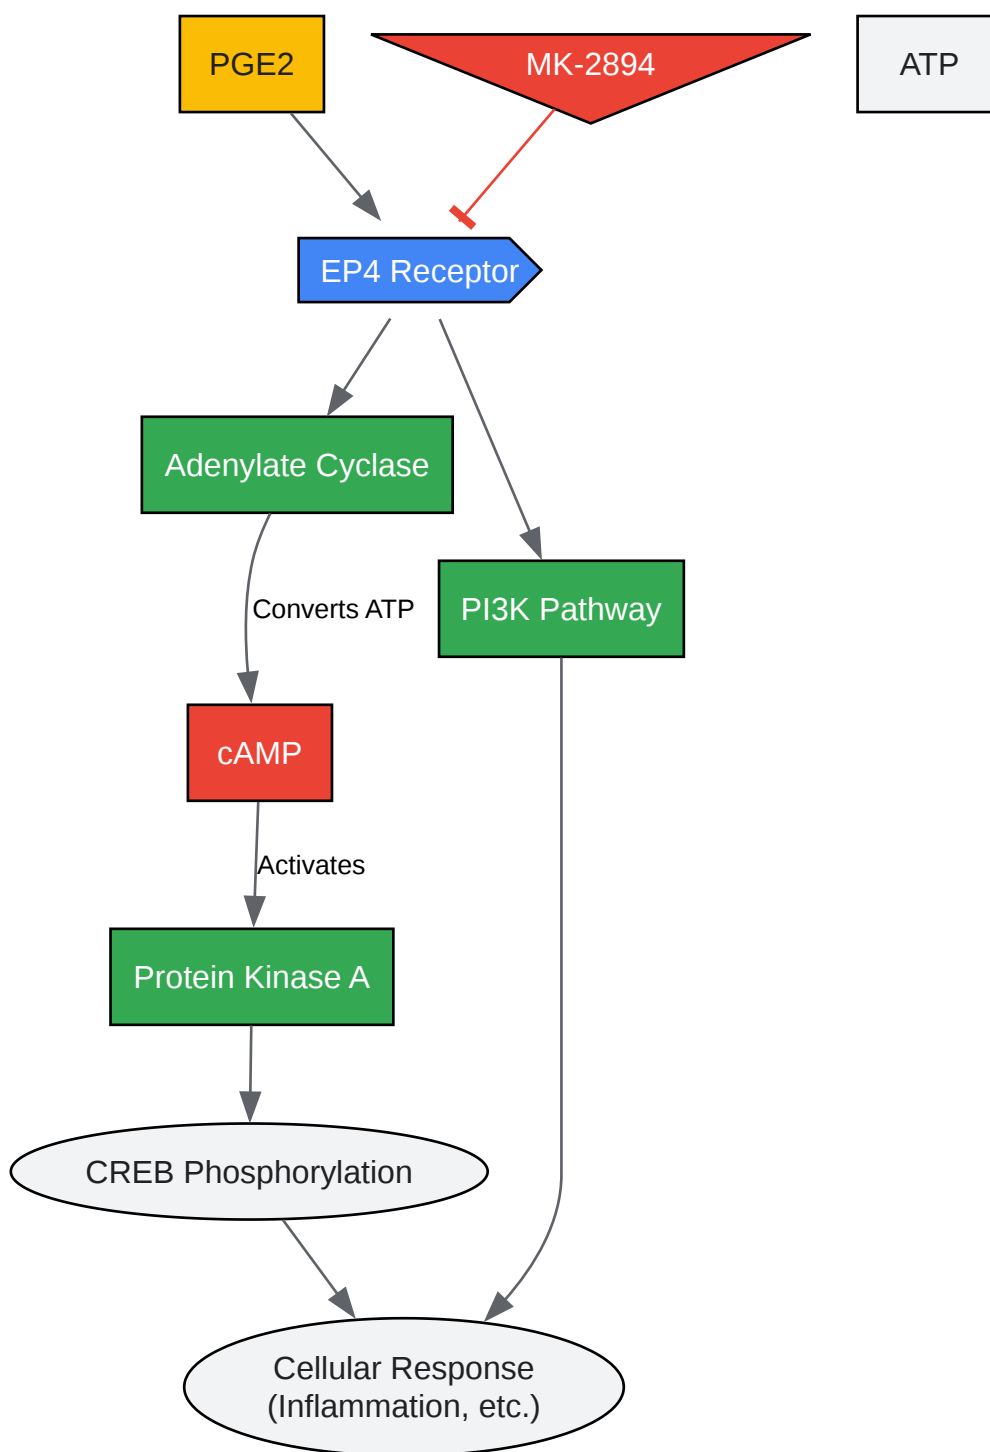 PGE2
MK-2894
ATP
EP4 Receptor
Adenylate Cyclase
Converts ATP
PI3K Pathway
cAMP
Activates
Protein Kinase A
CREB Phosphorylation
Cellular Response
(Inflammation, etc.)